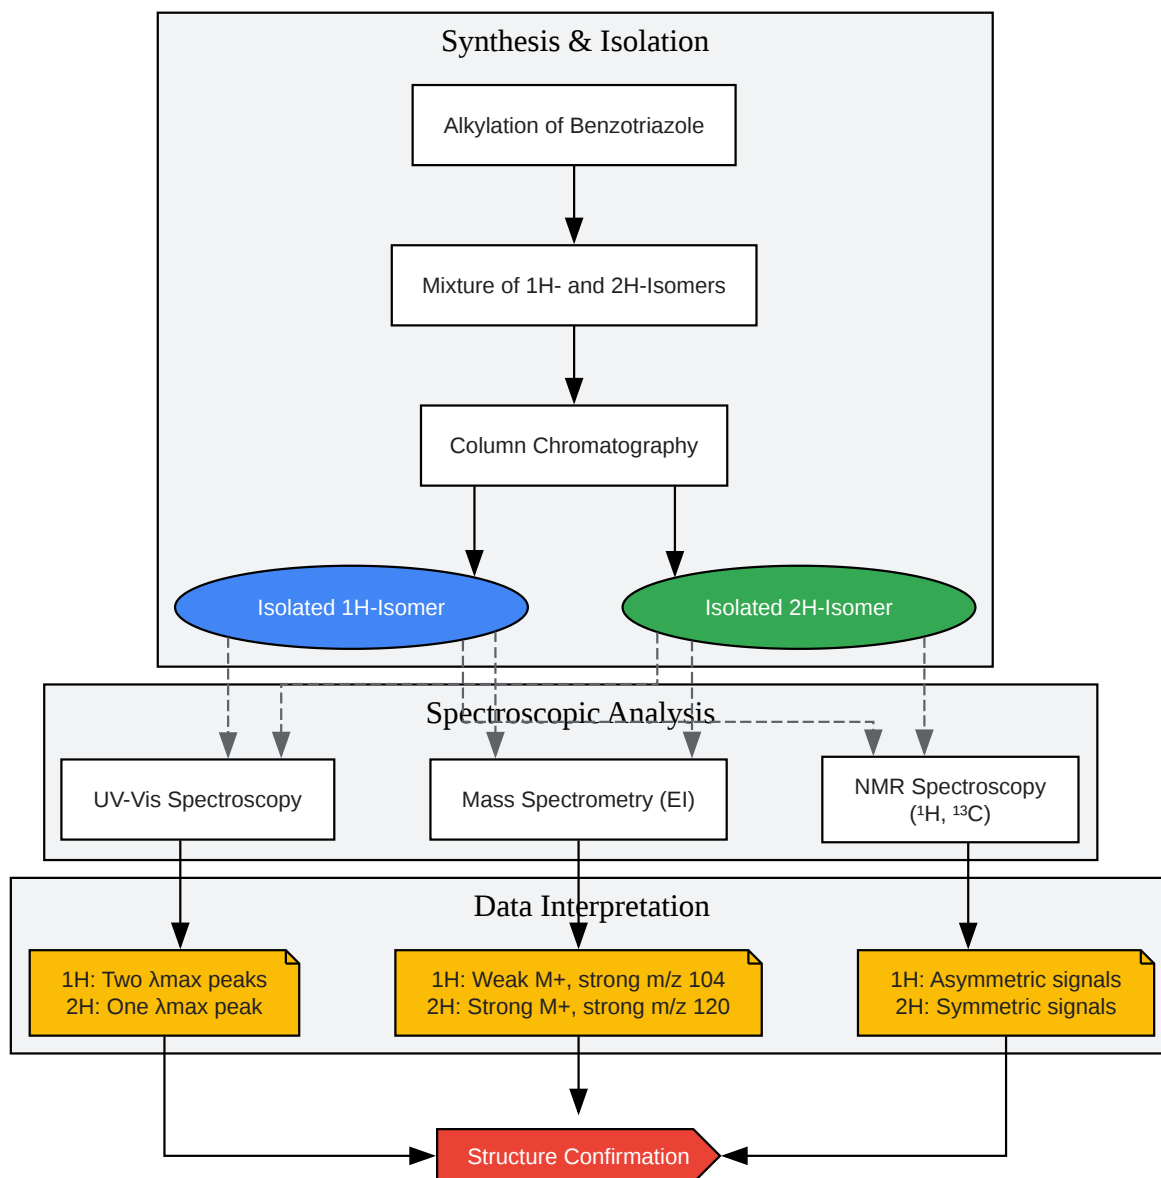 Synthesis & Isolation
Alkylation of Benzotriazole
Mixture of 1H- and 2H-Isomers
Column Chromatography
Isolated 1H-Isomer
Isolated 2H-Isomer
Spectroscopic Analysis
UV-Vis Spectroscopy
Mass Spectrometry (EI)
NMR Spectroscopy
(¹H, ¹³C)
Data Interpretation
1H: Two λmax peaks
2H: One λmax peak
1H: Weak M+, strong m/z 104
2H: Strong M+, strong m/z 120
1H: Asymmetric signals
2H: Symmetric signals
Structure Confirmation